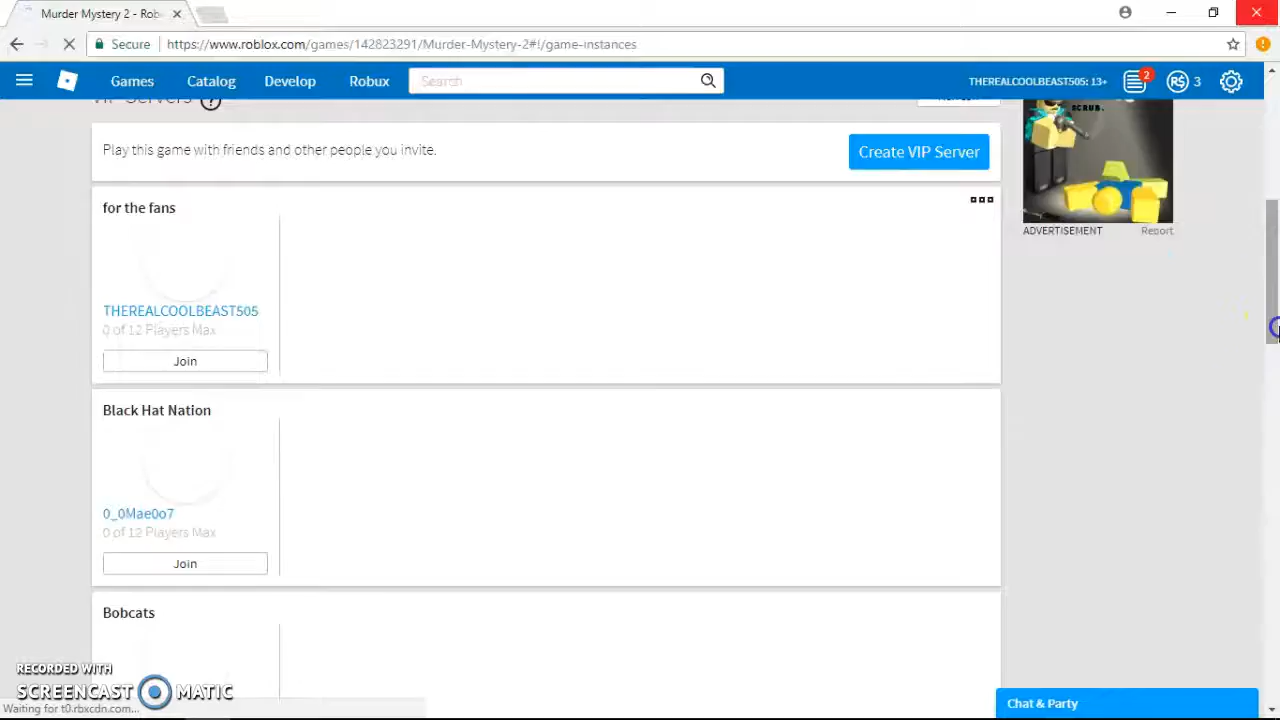 Murder Mystery 2 - Rob
Secure
https://www.roblox.com/games/142823291/Murder-Mystery-2#!/game-instances
Games Catalog Develop Robux Search THEREALCOOLBEAST505: 13+ 2 R$ 3
VIP Servers ?
SCRUB.
Play this game with friends and other people you invite. Create VIP Server
for the fans
ADVERTISEMENT Report
THEREALCOOLBEAST505
0 of 12 Players Max
Join
Black Hat Nation
0_0Mae0o7
0 of 12 Players Max
Join
Bobcats
RECORDED WITH
SCREENCAST MATIC
Waiting for t0.rbxcdn.com...
Chat & Party